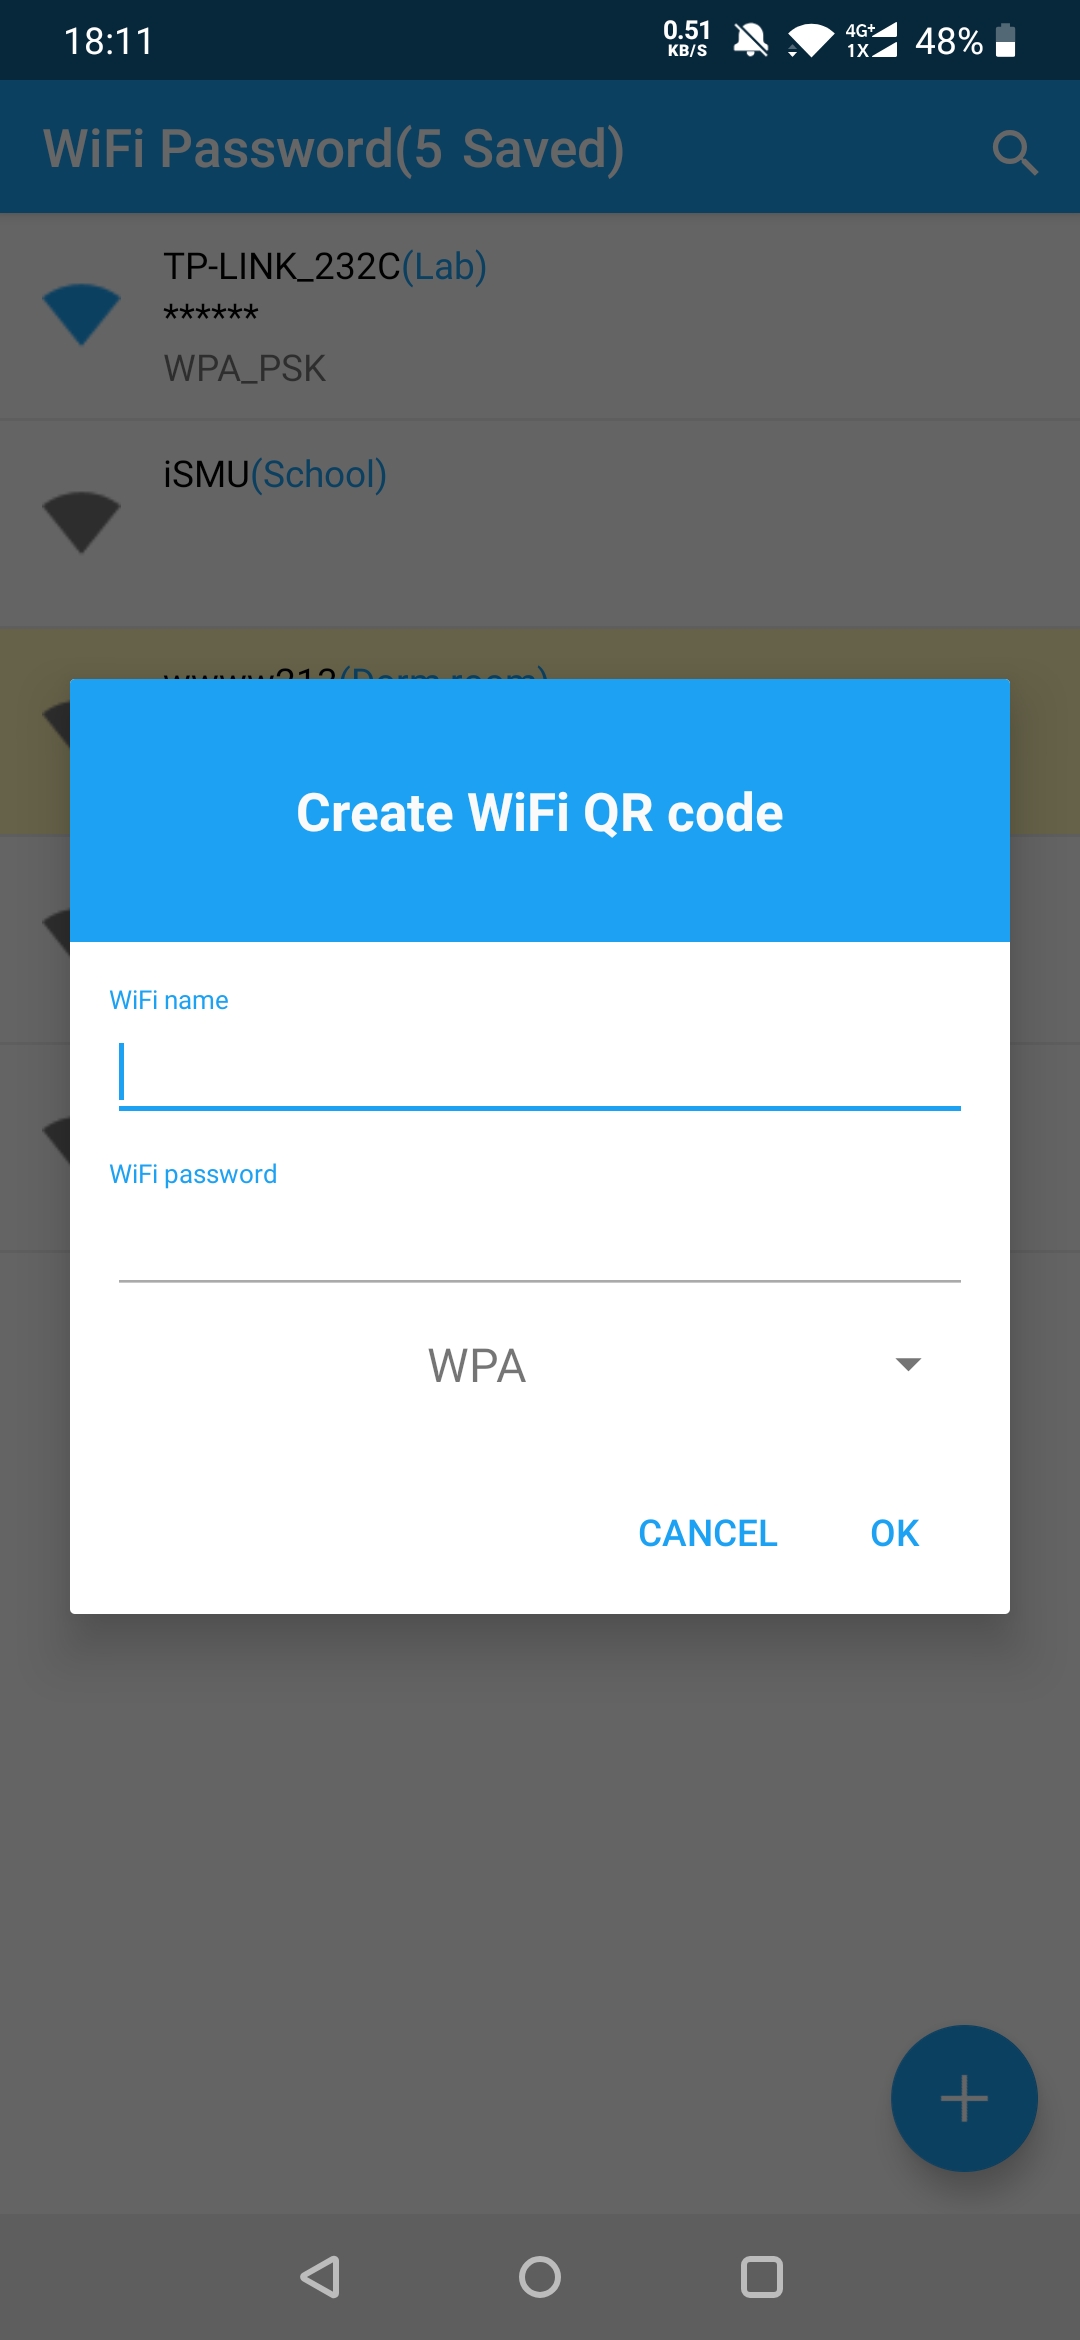 18:11
0.51
KB/S
4G+
1X
48%
WiFi Password(5 Saved)
TP-LINK_232C(Lab)
******
WPA_PSK
iSMU(School)
Create WiFi QR code
WiFi name
WiFi password
WPA
CANCEL
OK